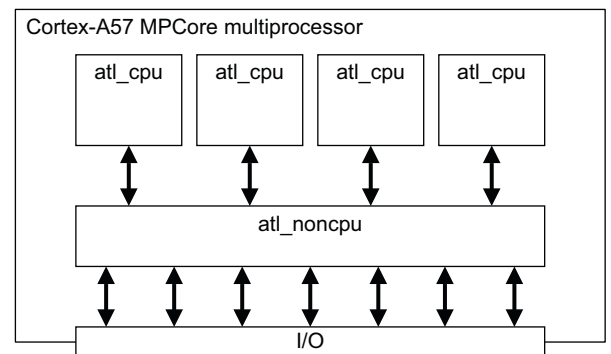 Cortex-A57 MPCore multiprocessor
atl_cpu atl_cpu atl_cpu atl_cpu
atl_noncpu
I/O